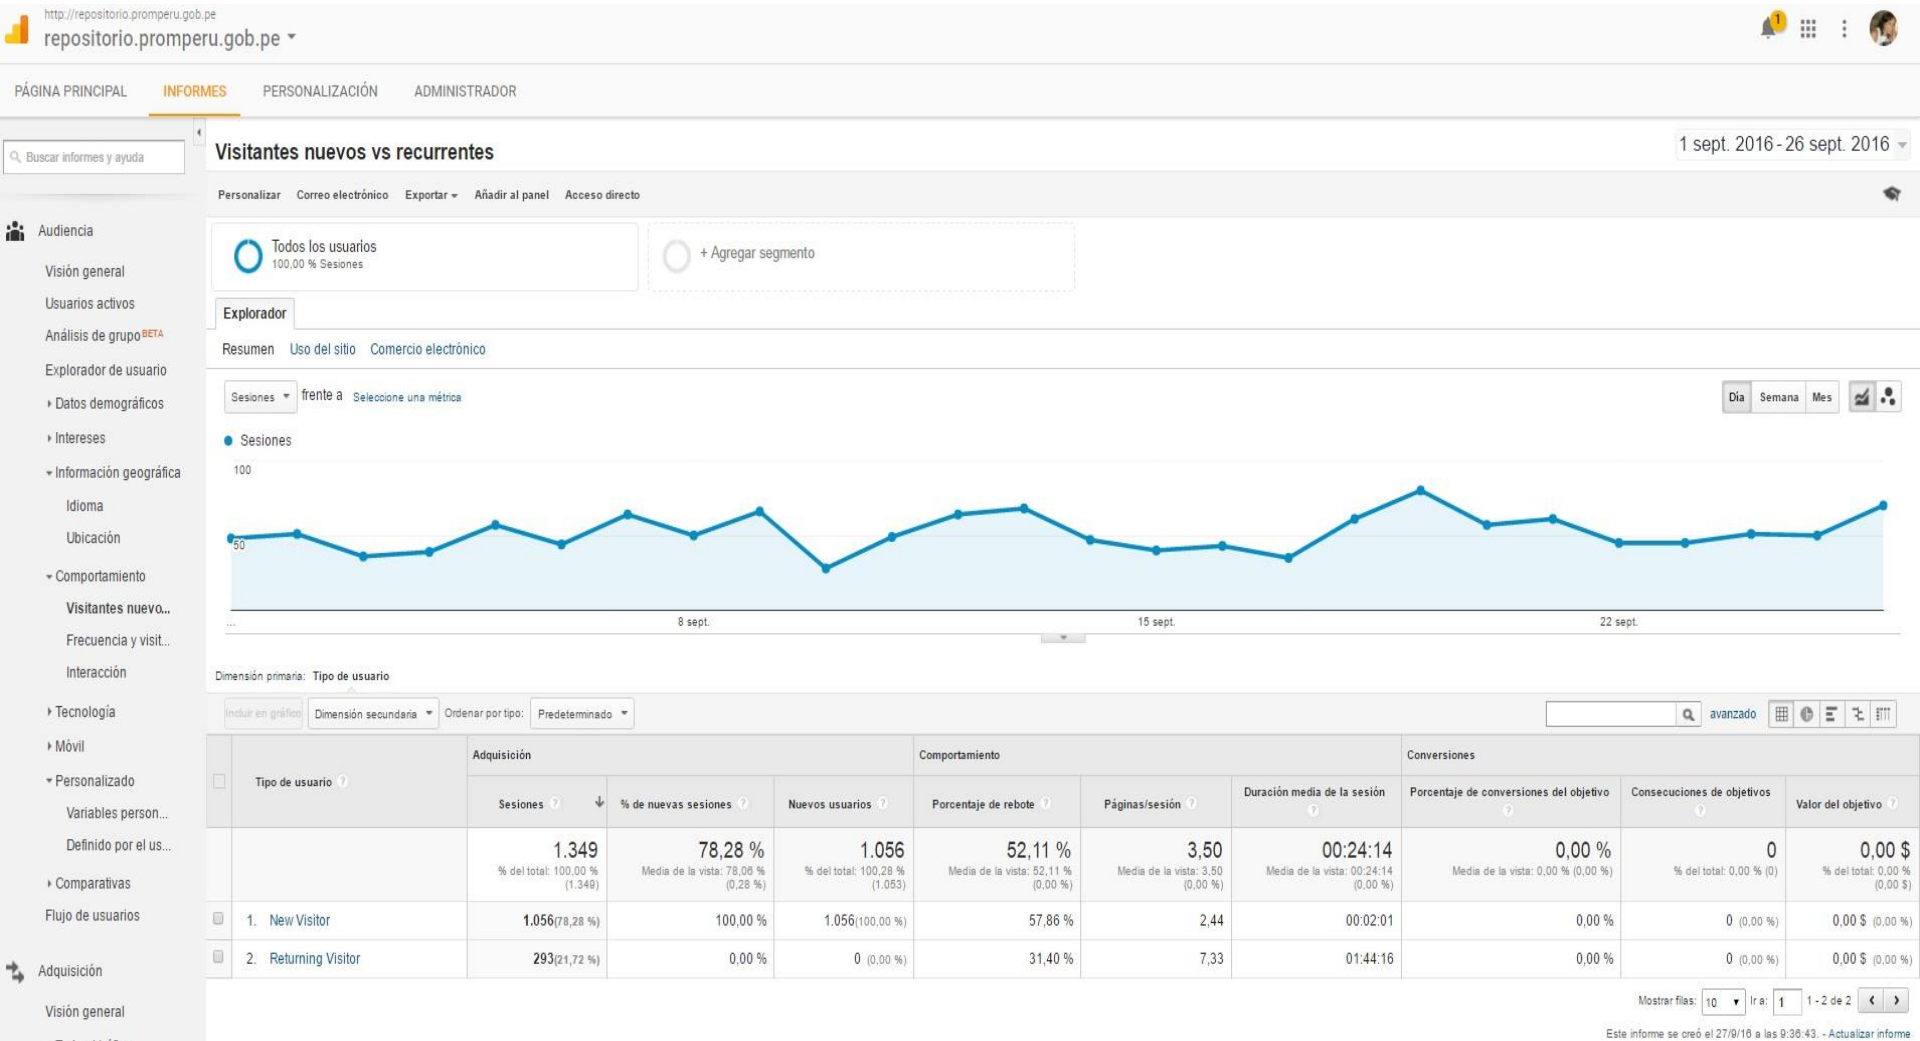 http://repositorio.promperu.gob.pe
repositorio.promperu.gob.pe
1
PÁGINA PRINCIPAL INFORMES PERSONALIZACIÓN ADMINISTRADOR
Buscar informes y ayuda
Visitantes nuevos vs recurrentes
1 sept. 2016 - 26 sept. 2016
Personalizar Correo electrónico Exportar Añadir al panel Acceso directo
Audiencia
Visión general
Usuarios activos
Análisis de grupo BETA
Explorador de usuario
Datos demográficos
Intereses
Información geográfica
Idioma
Ubicación
Comportamiento
Visitantes nuevo...
Frecuencia y visit...
Interacción
Tecnología
Móvil
Personalizado
Variables person...
Definido por el us...
Comparativas
Flujo de usuarios
Adquisición
Visión general
Todos los usuarios
100,00 % Sesiones
+ Agregar segmento
Explorador
Resumen Uso del sitio Comercio electrónico
Sesiones frente a Seleccione una métrica
Día Semana Mes
Sesiones
100
50
... 8 sept. 15 sept. 22 sept.
Dimensión primaria: Tipo de usuario
Incluir en gráfico Dimensión secundaria Ordenar por tipo: Predeterminado
avanzado
Tipo de usuario ? Adquisición Comportamiento Conversiones
Sesiones ? % de nuevas sesiones ? Nuevos usuarios ? Porcentaje de rebote ? Páginas/sesión ? Duración media de la sesión ? Porcentaje de conversiones del objetivo ? Consecuciones de objetivos ? Valor del objetivo ?
1.349 78,28 % 1.056 52,11 % 3,50 00:24:14 0,00 % 0 0,00 $
% del total: 100,00 % Media de la vista: 78,06 % % del total: 100,28 % Media de la vista: 52,11 % Media de la vista: 3,50 Media de la vista: 00:24:14 Media de la vista: 0,00 % (0,00 %) % del total: 0,00 % (0) % del total: 0,00 %
(1.349) (0,28 %) (1.053) (0,00 %) (0,00 %) (0,00 %) (0,00 $)
1. New Visitor 1.056(78,28 %) 100,00 % 1.056(100,00 %) 57,86 % 2,44 00:02:01 0,00 % 0 (0,00 %) 0,00 $ (0,00 %)
2. Returning Visitor 293(21,72 %) 0,00 % 0 (0,00 %) 31,40 % 7,33 01:44:16 0,00 % 0 (0,00 %) 0,00 $ (0,00 %)
Mostrar filas: 10 Ir a: 1 1 - 2 de 2
Este informe se creó el 27/9/16 a las 9:36:43. - Actualizar informe